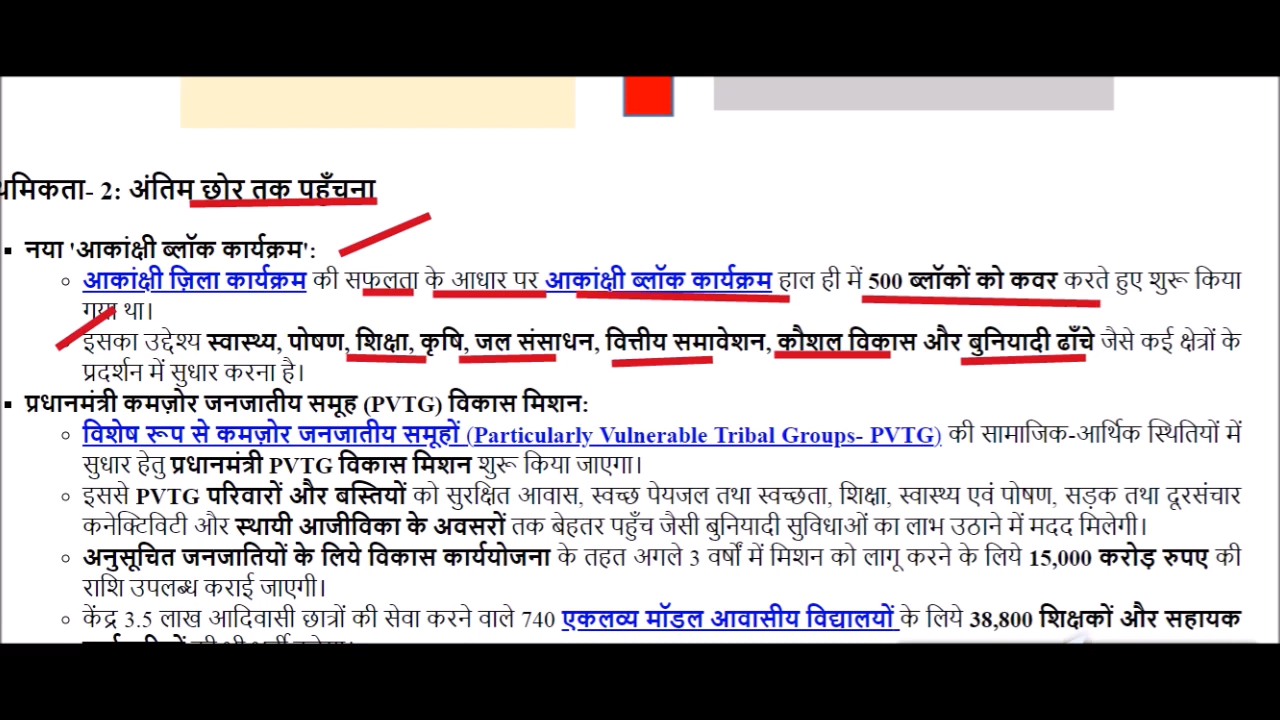 थमिकता- 2: अंतिम छोर तक पहुँचना
नया 'आकांक्षी ब्लॉक कार्यक्रम':
आकांक्षी ज़िला कार्यक्रम की सफलता के आधार पर आकांक्षी ब्लॉक कार्यक्रम हाल ही में 500 ब्लॉकों को कवर करते हुए शुरू किया
गया था।
इसका उद्देश्य स्वास्थ्य, पोषण, शिक्षा, कृषि, जल संसाधन, वित्तीय समावेशन, कौशल विकास और बुनियादी ढाँचे जैसे कई क्षेत्रों के
प्रदर्शन में सुधार करना है।
प्रधानमंत्री कमज़ोर जनजातीय समूह (PVTG) विकास मिशन:
विशेष रूप से कमज़ोर जनजातीय समूहों (Particularly Vulnerable Tribal Groups- PVTG) की सामाजिक-आर्थिक स्थितियों में
सुधार हेतु प्रधानमंत्री PVTG विकास मिशन शुरू किया जाएगा।
इससे PVTG परिवारों और बस्तियों को सुरक्षित आवास, स्वच्छ पेयजल तथा स्वच्छता, शिक्षा, स्वास्थ्य एवं पोषण, सड़क तथा दूरसंचार
कनेक्टिविटी और स्थायी आजीविका के अवसरों तक बेहतर पहुँच जैसी बुनियादी सुविधाओं का लाभ उठाने में मदद मिलेगी।
अनुसूचित जनजातियों के लिये विकास कार्ययोजना के तहत अगले 3 वर्षों में मिशन को लागू करने के लिये 15,000 करोड़ रुपए की
राशि उपलब्ध कराई जाएगी।
केंद्र 3.5 लाख आदिवासी छात्रों की सेवा करने वाले 740 एकलव्य मॉडल आवासीय विद्यालयों के लिये 38,800 शिक्षकों और सहायक